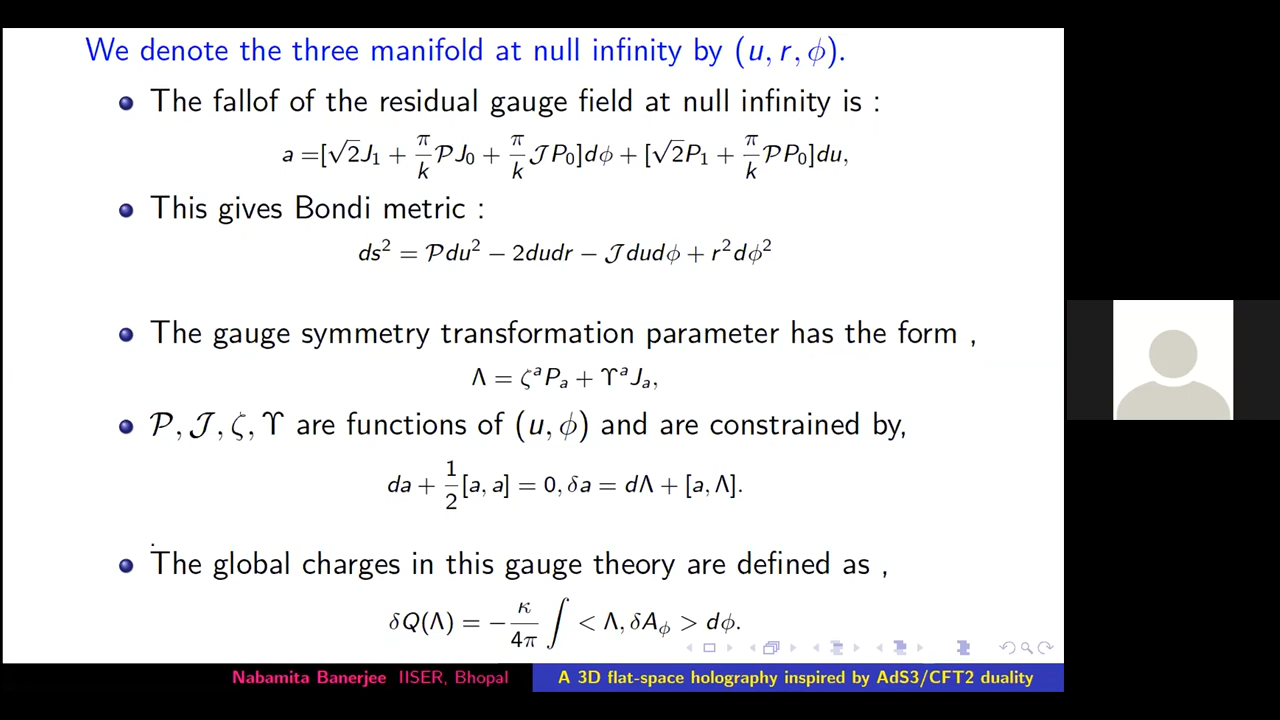 We denote the three manifold at null infinity by (u, r, ϕ).
The fallof of the residual gauge field at null infinity is :
a =[√2J₁ + π/k 𝒫J₀ + π/k 𝒥P₀]dϕ + [√2P₁ + π/k 𝒫P₀]du,
This gives Bondi metric :
ds² = 𝒫du² − 2dudr − 𝒥dudϕ + r²dϕ²
The gauge symmetry transformation parameter has the form ,
Λ = ζᵃPₐ + ϒᵃJₐ,
𝒫, 𝒥, ζ, ϒ are functions of (u, ϕ) and are constrained by,
da + 1/2[a, a] = 0, δa = dΛ + [a, Λ].
The global charges in this gauge theory are defined as ,
δQ(Λ) = − κ/4π ∫ < Λ, δA_ϕ > dϕ.
Nabamita Banerjee IISER, Bhopal
A 3D flat-space holography inspired by AdS3/CFT2 duality